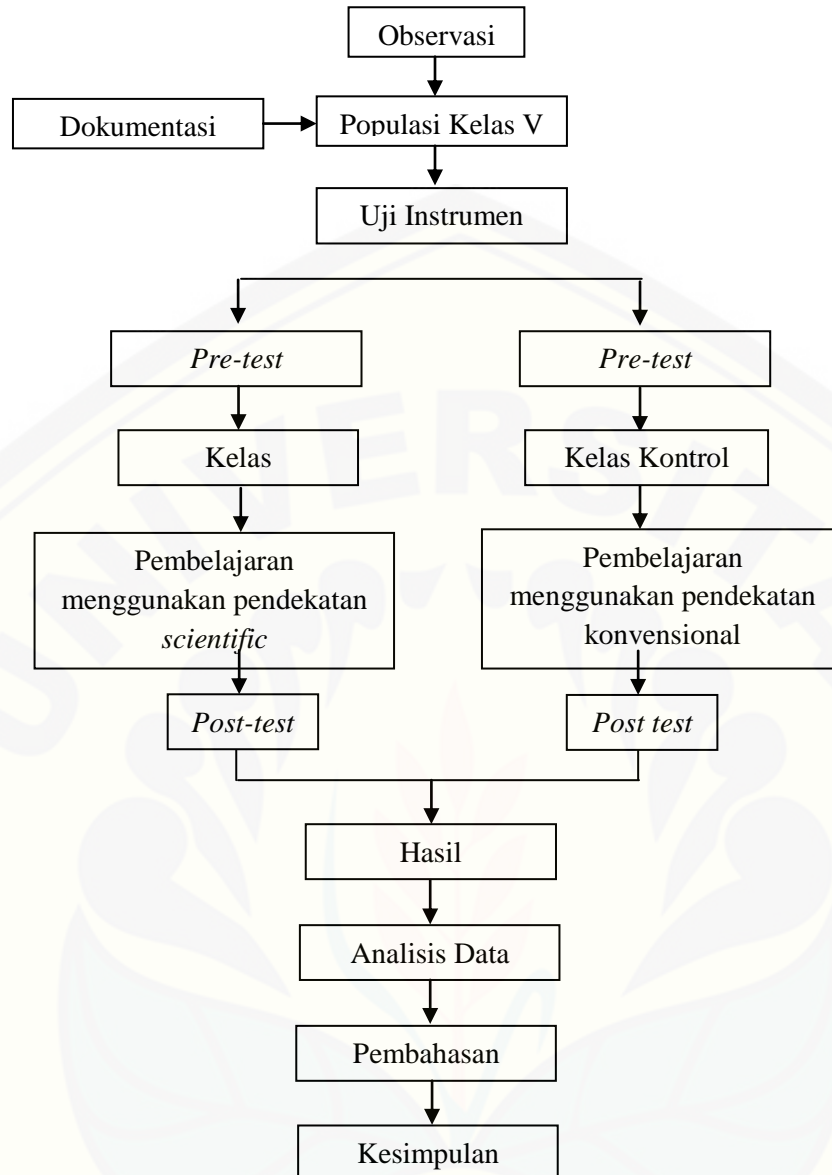 Observasi
Dokumentasi
Populasi Kelas V
Uji Instrumen
Pre-test
Pre-test
Kelas
Kelas Kontrol
Pembelajaran
menggunakan pendekatan
scientific
Pembelajaran
menggunakan pendekatan
konvensional
Post-test
Post test
Hasil
Analisis Data
Pembahasan
Kesimpulan
UNIVERSITA